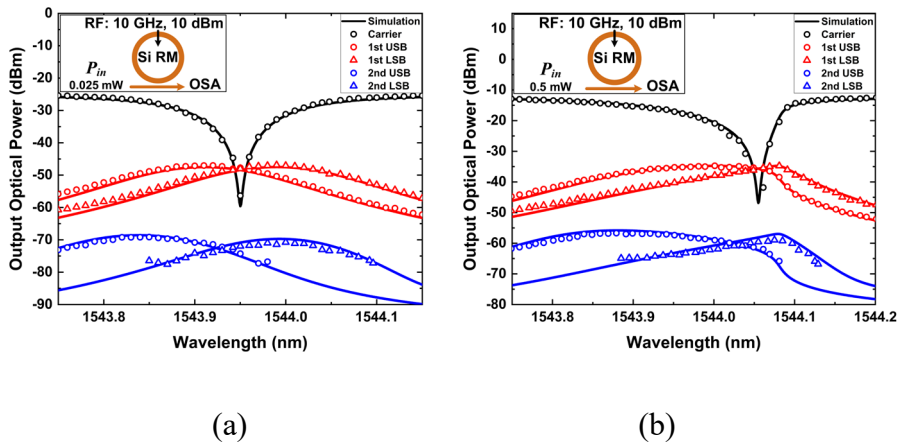 RF: 10 GHz, 10 dBm
Si RM
Pin
0.025 mW
OSA
Simulation
Carrier
1st USB
1st LSB
2nd USB
2nd LSB
0
-10
-20
-30
-40
-50
-60
-70
-80
-90
Output Optical Power (dBm)
1543.8
1543.9
1544.0
1544.1
Wavelength (nm)
(a)
RF: 10 GHz, 10 dBm
Si RM
Pin
0.5 mW
OSA
Simulation
Carrier
1st USB
1st LSB
2nd USB
2nd LSB
15
10
0
-10
-20
-30
-40
-50
-60
-70
-80
Output Optical Power (dBm)
1543.8
1543.9
1544.0
1544.1
1544.2
Wavelength (nm)
(b)